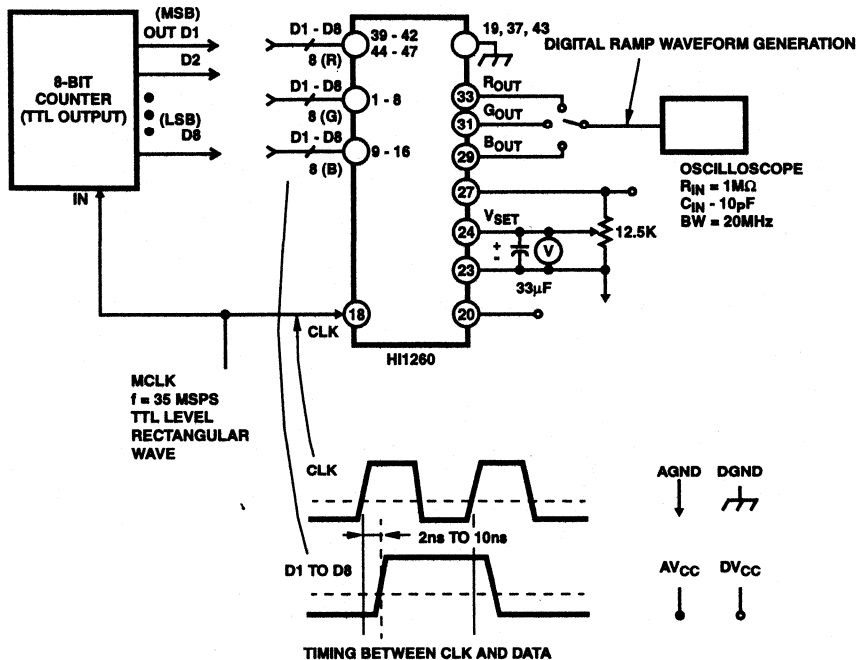 (MSB)
OUT D1
D2
8-BIT
COUNTER
(TTL OUTPUT)
(LSB)
D8
IN
D1 - D8
8 (R)
D1 - D8
8 (G)
D1 - D8
8 (B)
39 - 42
44 - 47
1 - 8
9 - 16
19, 37, 43
33
ROUT
31
GOUT
29
BOUT
27
24
VSET
23
20
18
CLK
HI1260
+
-
V
33µF
12.5K
DIGITAL RAMP WAVEFORM GENERATION
OSCILLOSCOPE
RIN = 1MΩ
CIN - 10pF
BW = 20MHz
MCLK
f = 35 MSPS
TTL LEVEL
RECTANGULAR
WAVE
CLK
2ns TO 10ns
D1 TO D8
TIMING BETWEEN CLK AND DATA
AGND DGND
AVCC DVCC